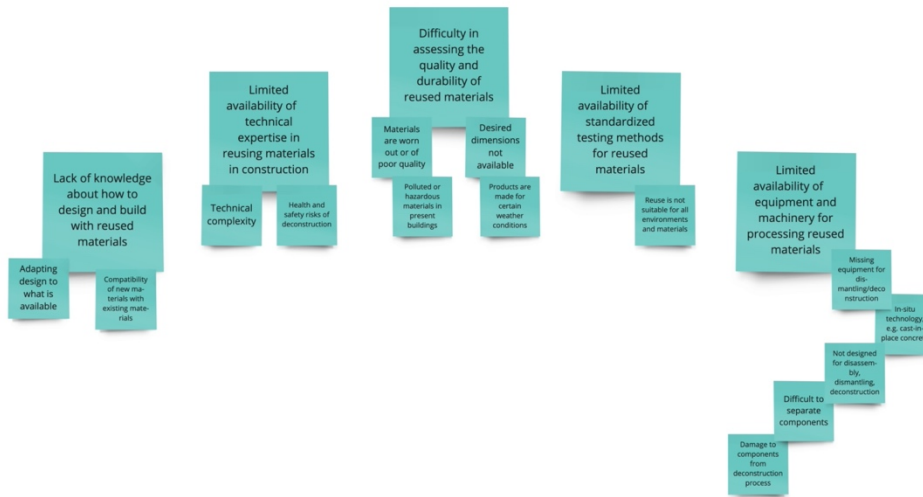 Lack of knowledge
about how to
design and build
with reused
materials
Adapting
design to
what is
available
Compatibility
of new ma-
terials with
existing mate-
rials
Limited
availability of
technical
expertise in
reusing materials
in construction
Technical
complexity
Health and
safety risks of
deconstruction
Difficulty in
assessing the
quality and
durability of
reused materials
Materials
are worn
out or of
poor quality
Desired
dimensions
not
available
Polluted or
hazardous
materials in
present
buildings
Products are
made for
certain
weather
conditions
Limited
availability of
standardized
testing methods
for reused
materials
Reuse is not
suitable for all
environments
and materials
Limited
availability of
equipment and
machinery for
processing reused
materials
Missing
equipment for
dis-
mantling/deco
nstruction
In-situ
technology,
e.g. cast-in-
place concre
Not designed
for disassem-
bly,
dismantling,
deconstruction
Difficult to
separate
components
Damage to
components
from
deconstruction
process